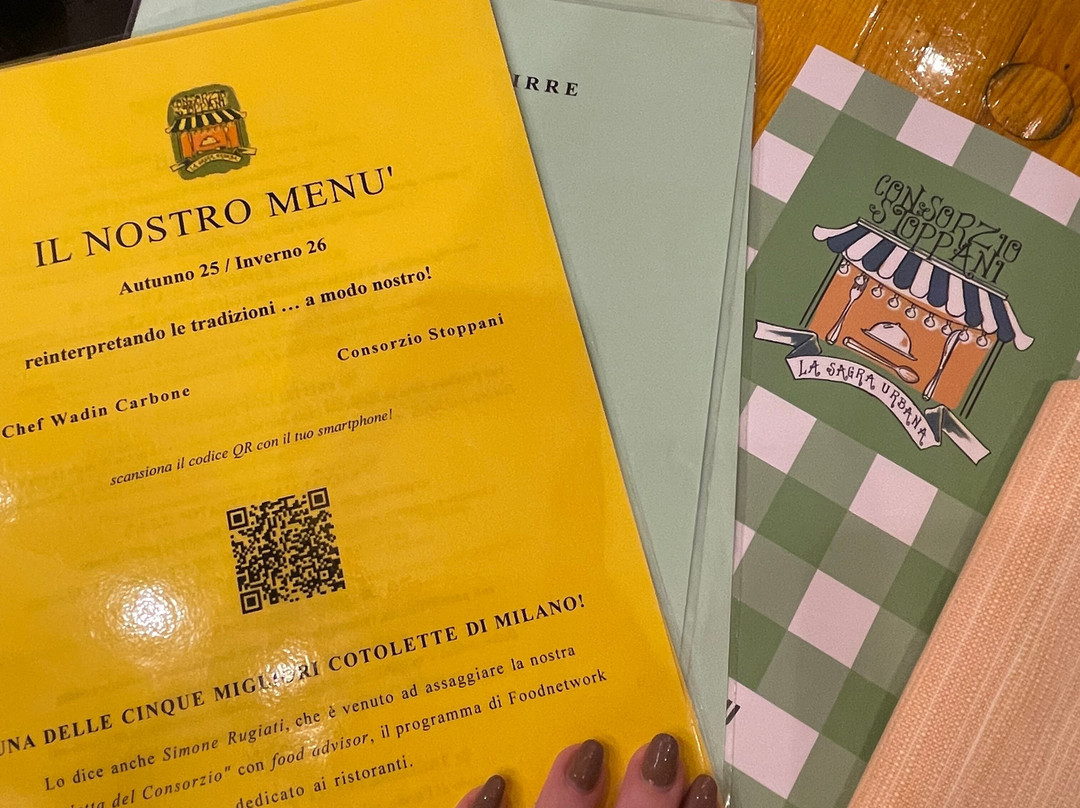 IL NOSTRO MENU'
Autunno 25 / Inverno 26
reinterpretando le tradizioni … a modo nostro!
Consorzio Stoppani
Chef Wadin Carbone
scansiona il codice QR con il tuo smartphone!
UNA DELLE CINQUE MIGLIORI COTOLETTE DI MILANO!
Lo dice anche Simone Rugiati, che è venuto ad assaggiare la nostra
del Consorzio" con food advisor, il programma di Foodnetwork
dedicato ai ristoranti.
IRRE
CONSORZIO
STOPPANI
LA SAGRA URBANA